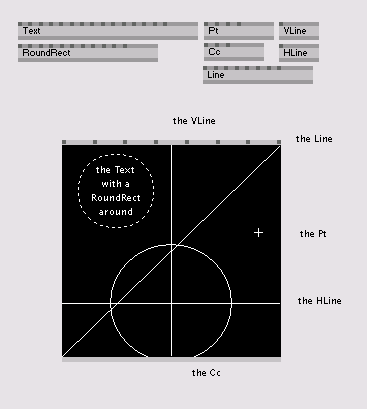 Text
Pt
VLine
RoundRect
Cc
HLine
Line
the VLine
the Line
the Text
with a
RoundRect
around
the Pt
the HLine
the Cc